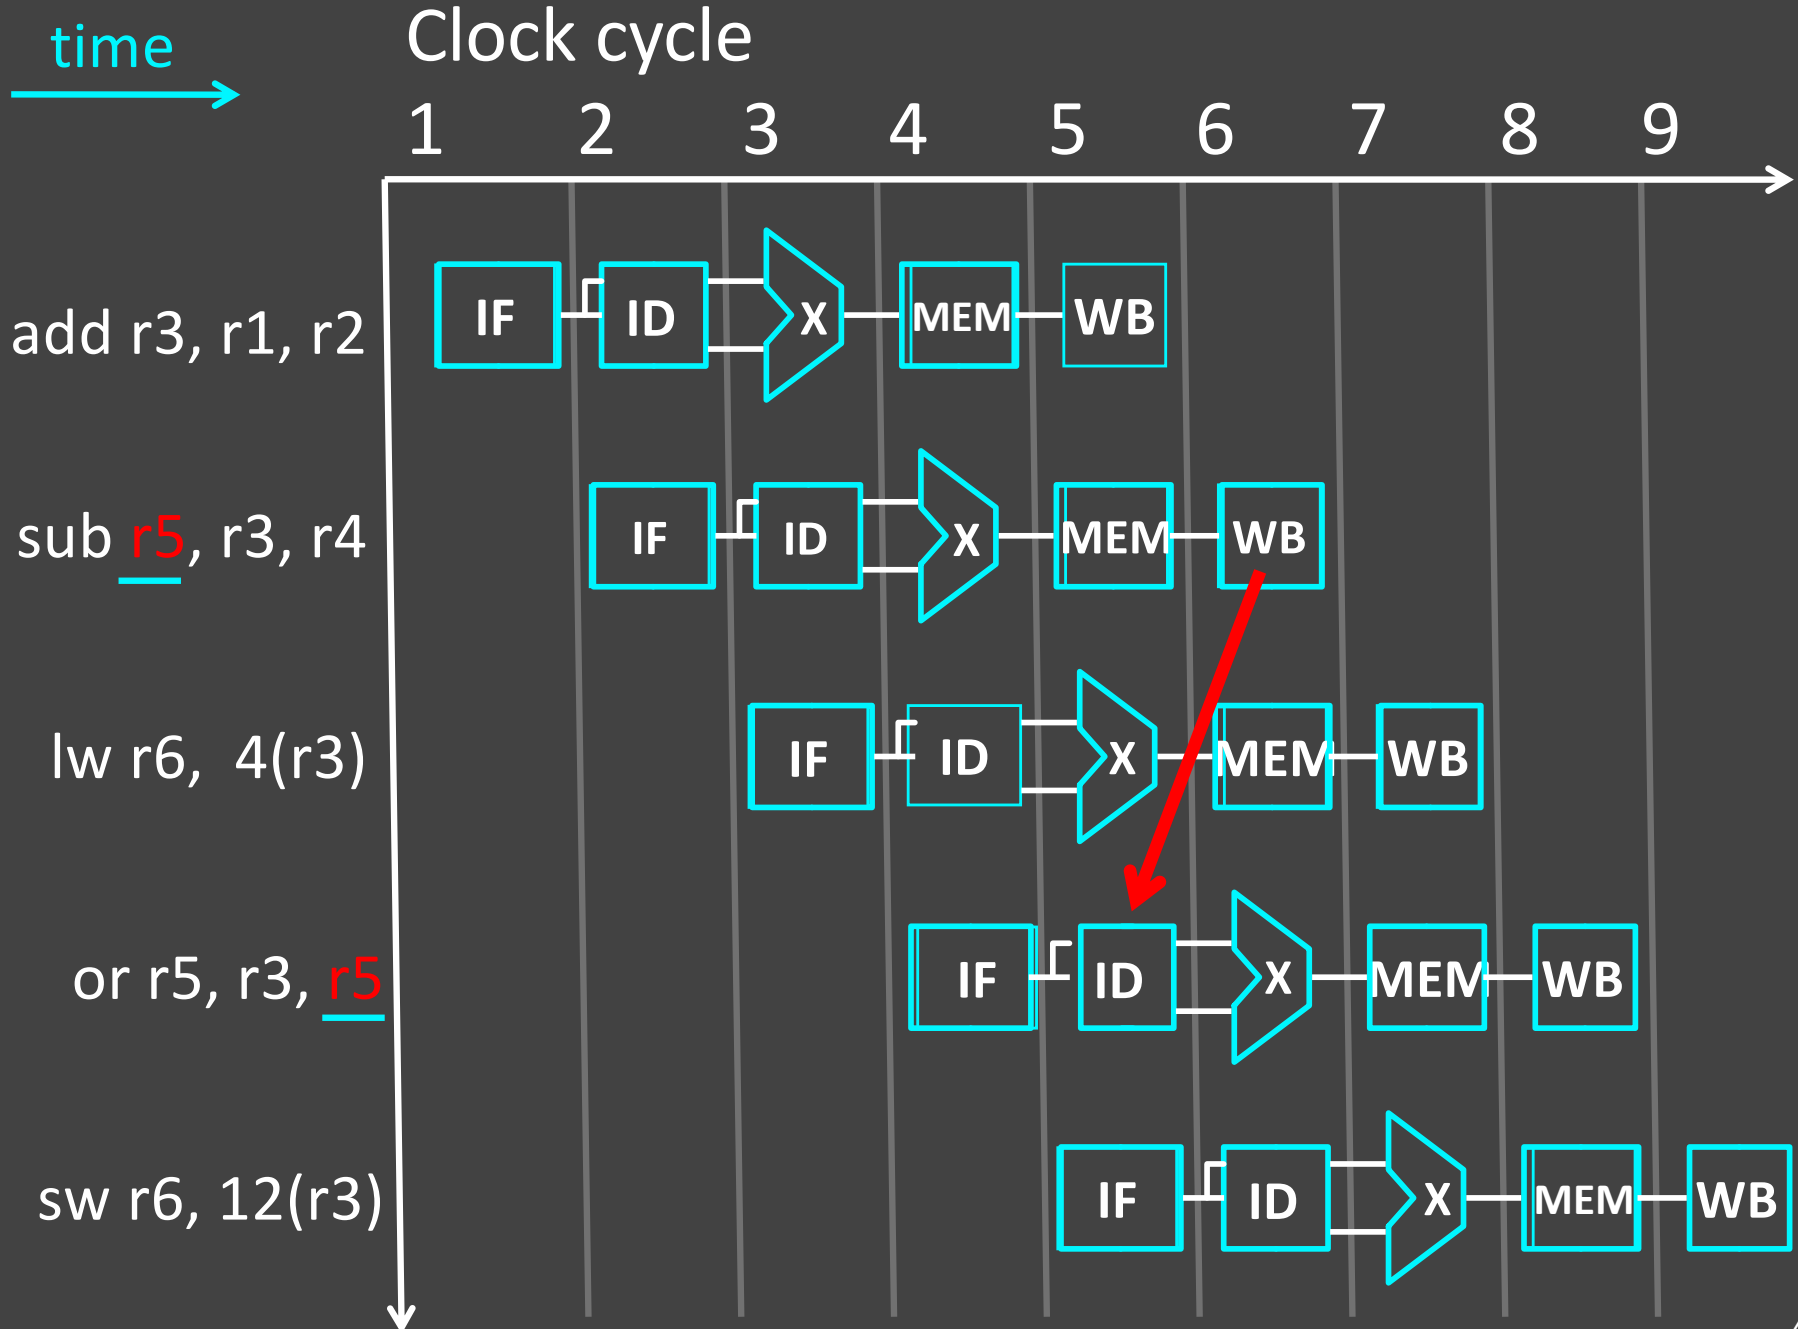 time
Clock cycle
1 2 3 4 5 6 7 8 9
add r3, r1, r2 IF ID X MEM WB
sub r5, r3, r4 IF ID X MEM WB
lw r6, 4(r3) IF ID X MEM WB
or r5, r3, r5 IF ID X MEM WB
sw r6, 12(r3) IF ID X MEM WB